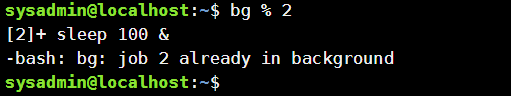 sysadmin@localhost:~$ bg % 2
[2]+ sleep 100 &
-bash: bg: job 2 already in background
sysadmin@localhost:~$